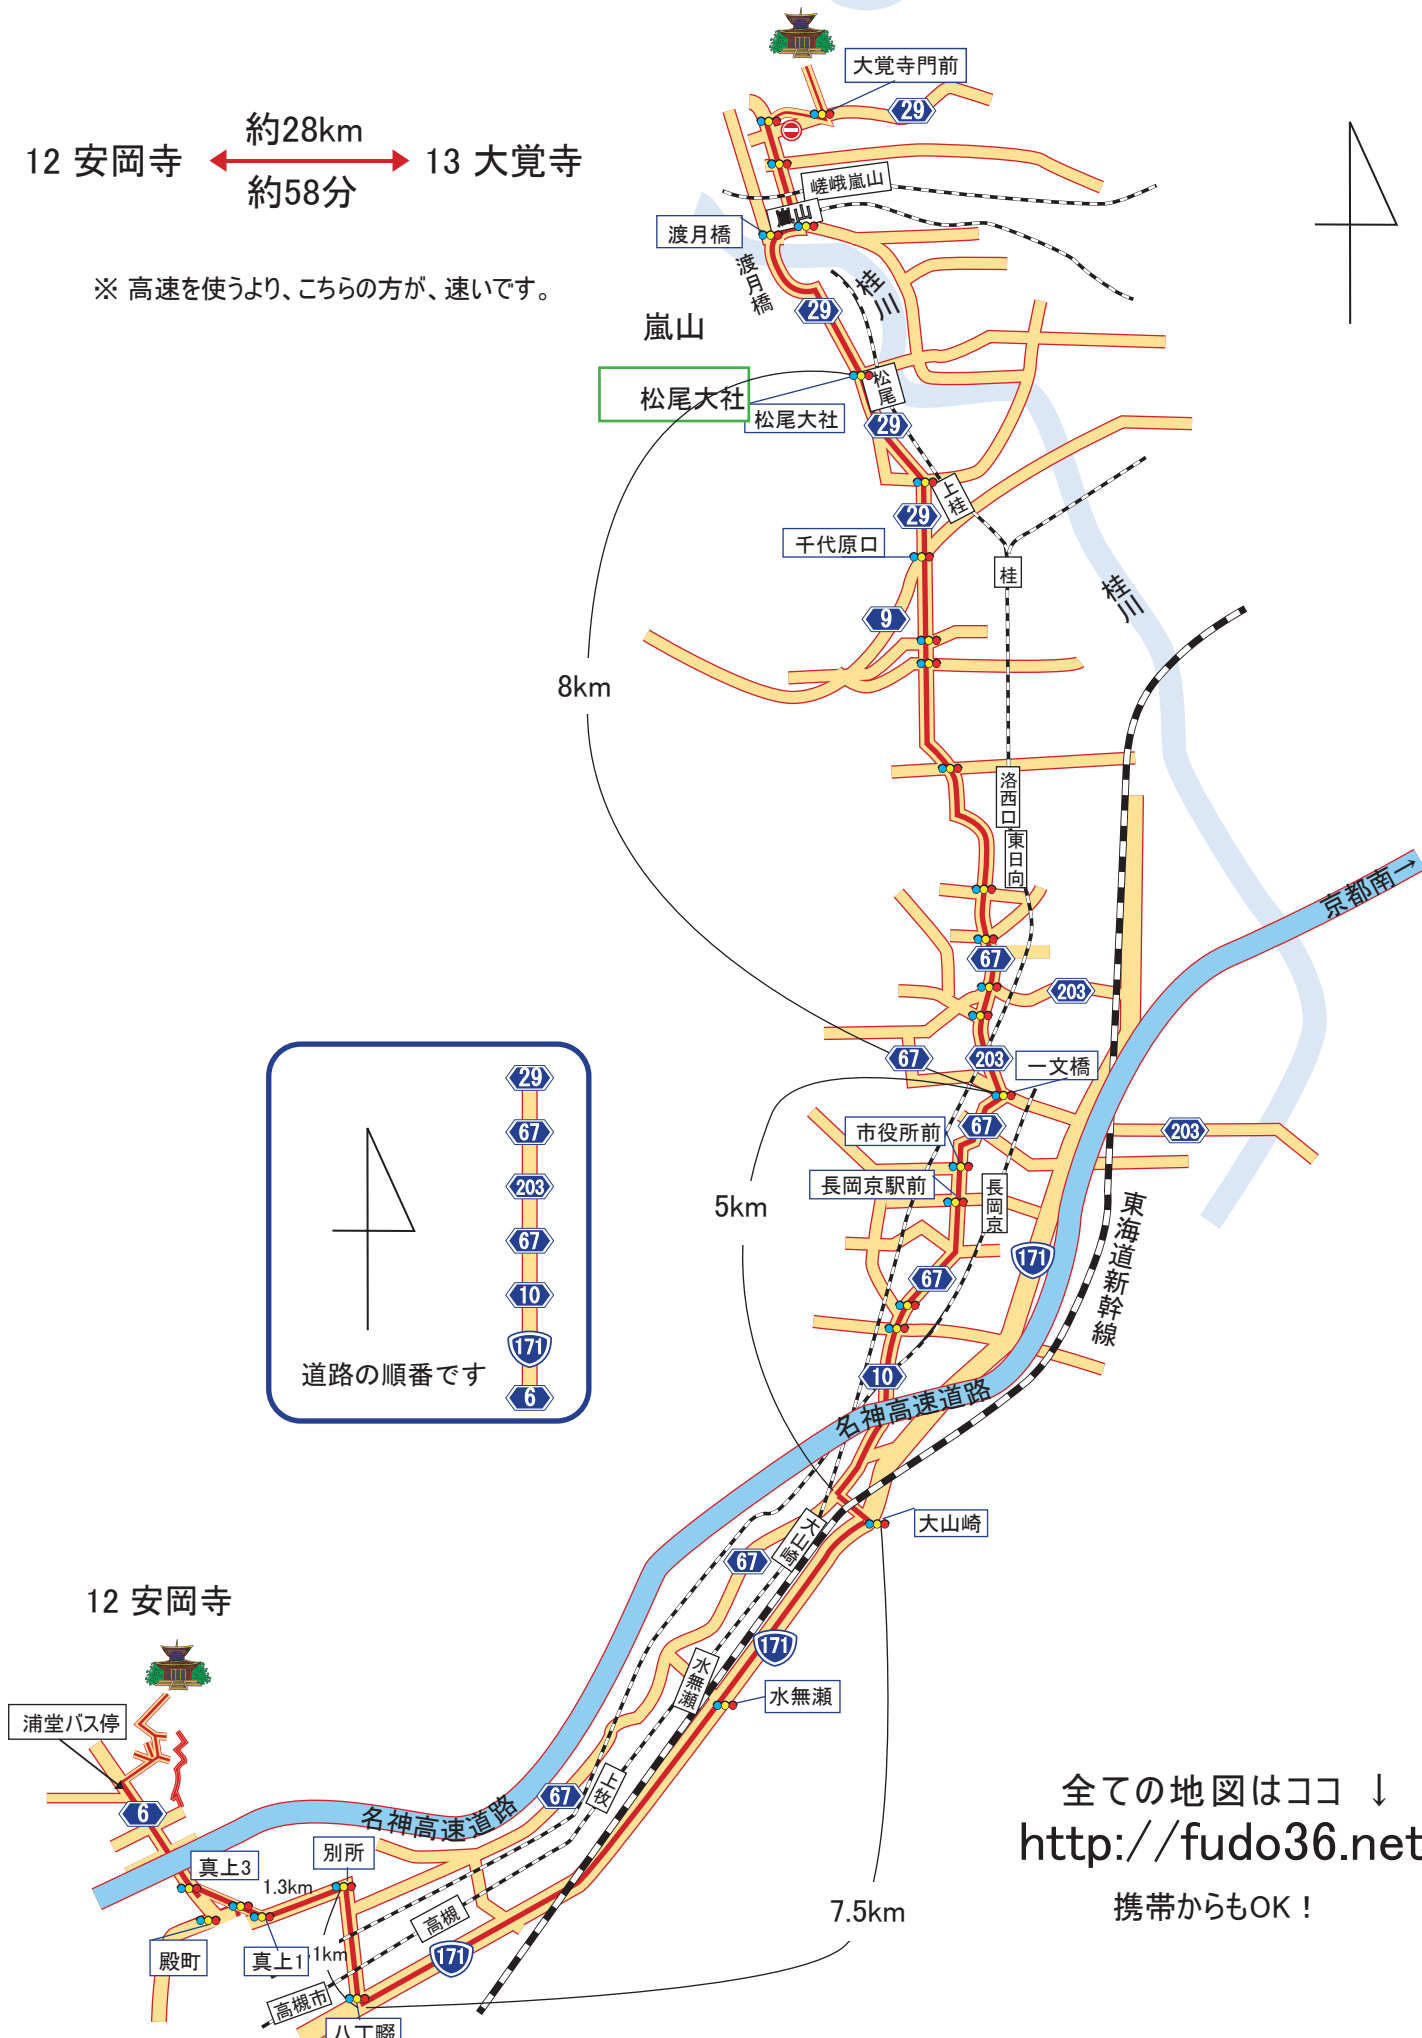 大覚寺門前
29
12 安岡寺
約28km
約58分
13 大覚寺
嵯峨嵐山
嵐山
渡月橋
渡月橋
桂川
※ 高速を使うより、こちらの方が、速いです。
29
嵐山
松尾大社
松尾
松尾大社
29
上桂
29
千代原口
桂
桂川
9
8km
洛西口
東日向
京都南→
67
203
67
203
一文橋
29
67
203
67
10
171
6
道路の順番です
67
市役所前
203
長岡京駅前
長岡京
5km
東海道新幹線
171
67
10
名神高速道路
大山崎
大山崎
67
12 安岡寺
171
水無瀬
水無瀬
浦堂バス停
上牧
67
6
名神高速道路
全ての地図はココ ↓
http://fudo36.net
携帯からもOK！
別所
真上3
1.3km
7.5km
高槻
殿町
真上1
1km
171
高槻市
八丁畷